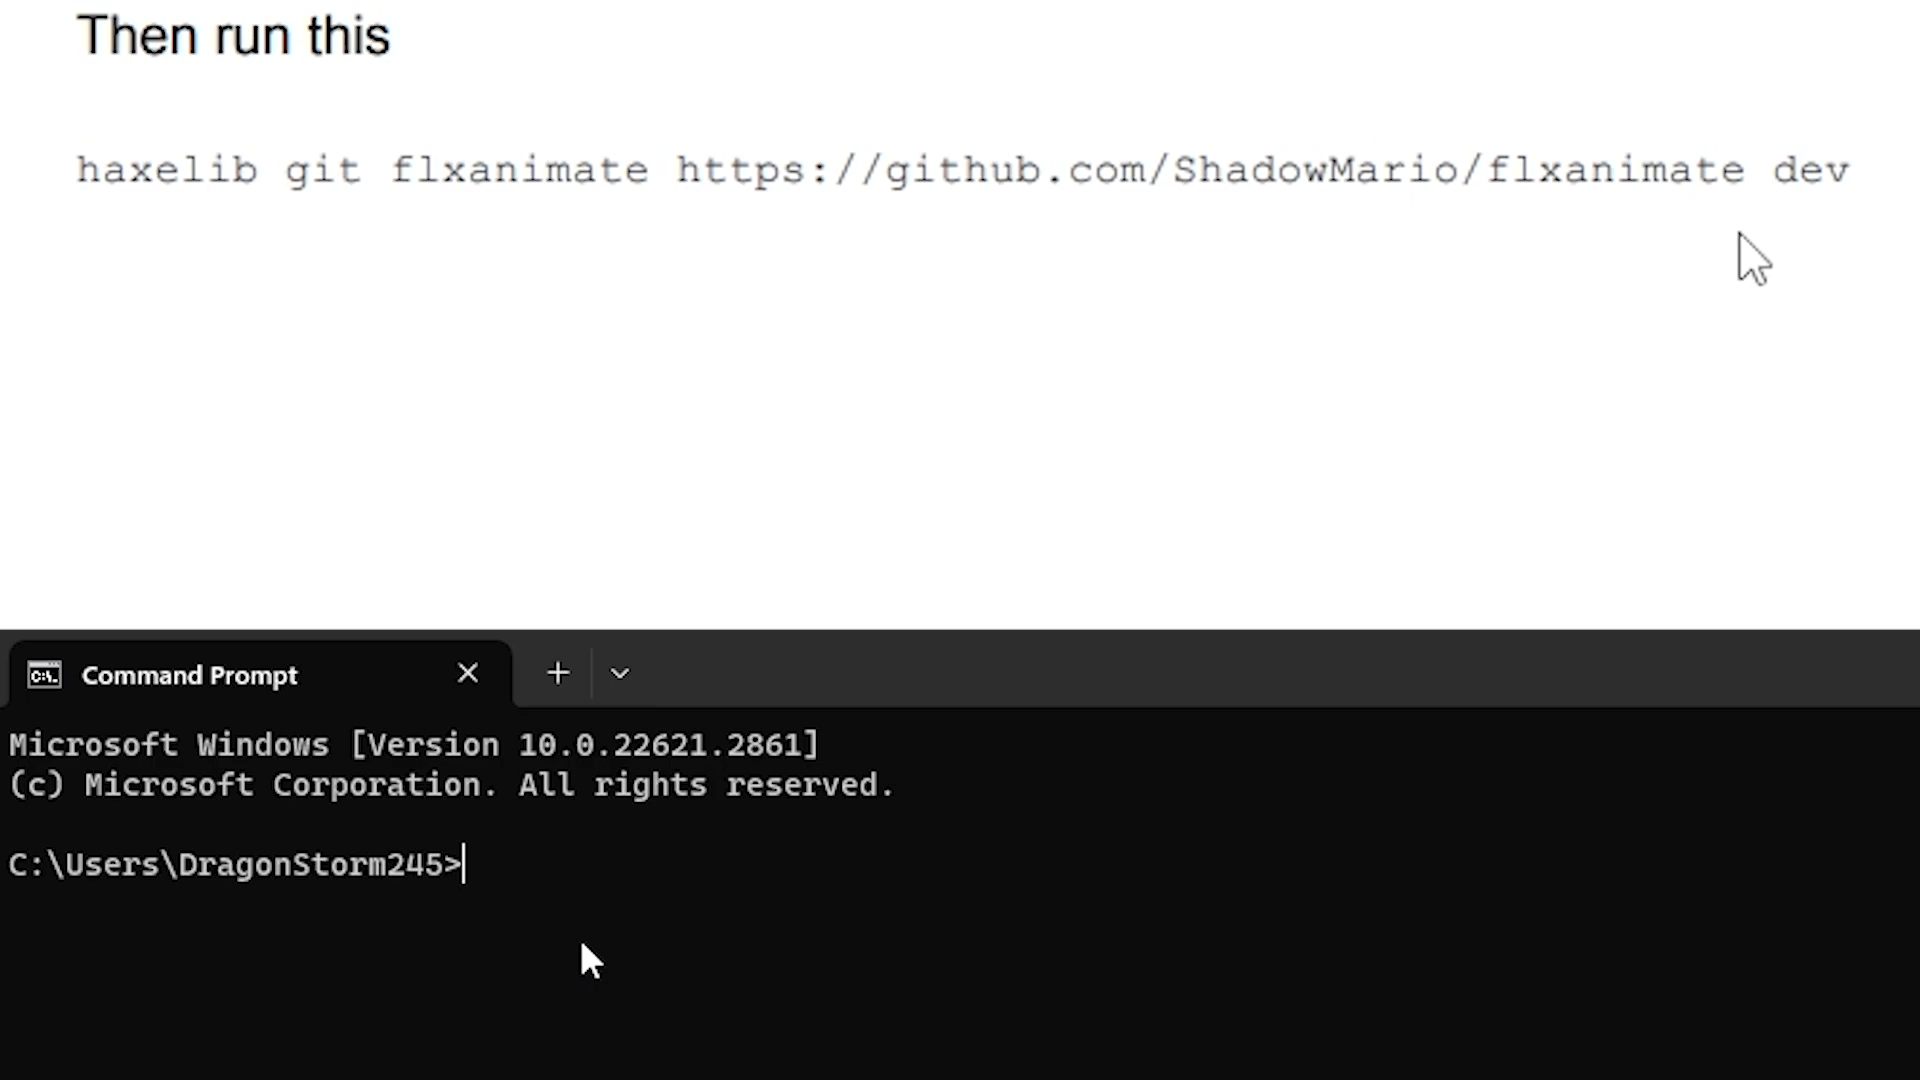 Then run this
haxelib git flxanimate https://github.com/ShadowMario/flxanimate dev
Command Prompt
Microsoft Windows [Version 10.0.22621.2861]
(c) Microsoft Corporation. All rights reserved.
C:\Users\DragonStorm245>